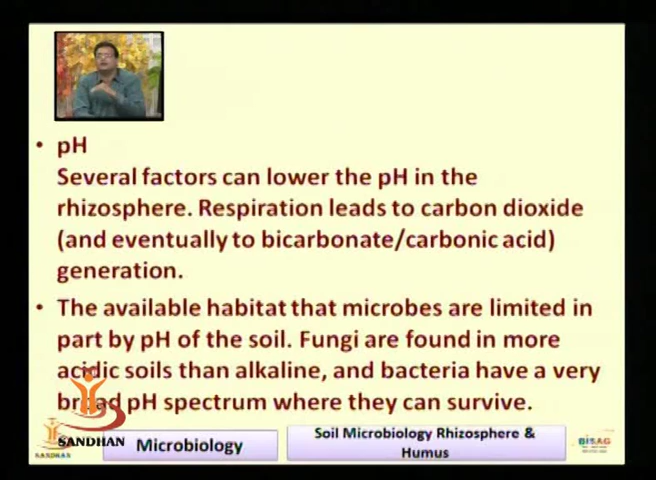 • pH
Several factors can lower the pH in the
rhizosphere. Respiration leads to carbon dioxide
(and eventually to bicarbonate/carbonic acid)
generation.
• The available habitat that microbes are limited in
part by pH of the soil. Fungi are found in more
acidic soils than alkaline, and bacteria have a very
broad pH spectrum where they can survive.
SANDHAN
SANDHAN
Microbiology
Soil Microbiology Rhizosphere &
Humus
BISAG